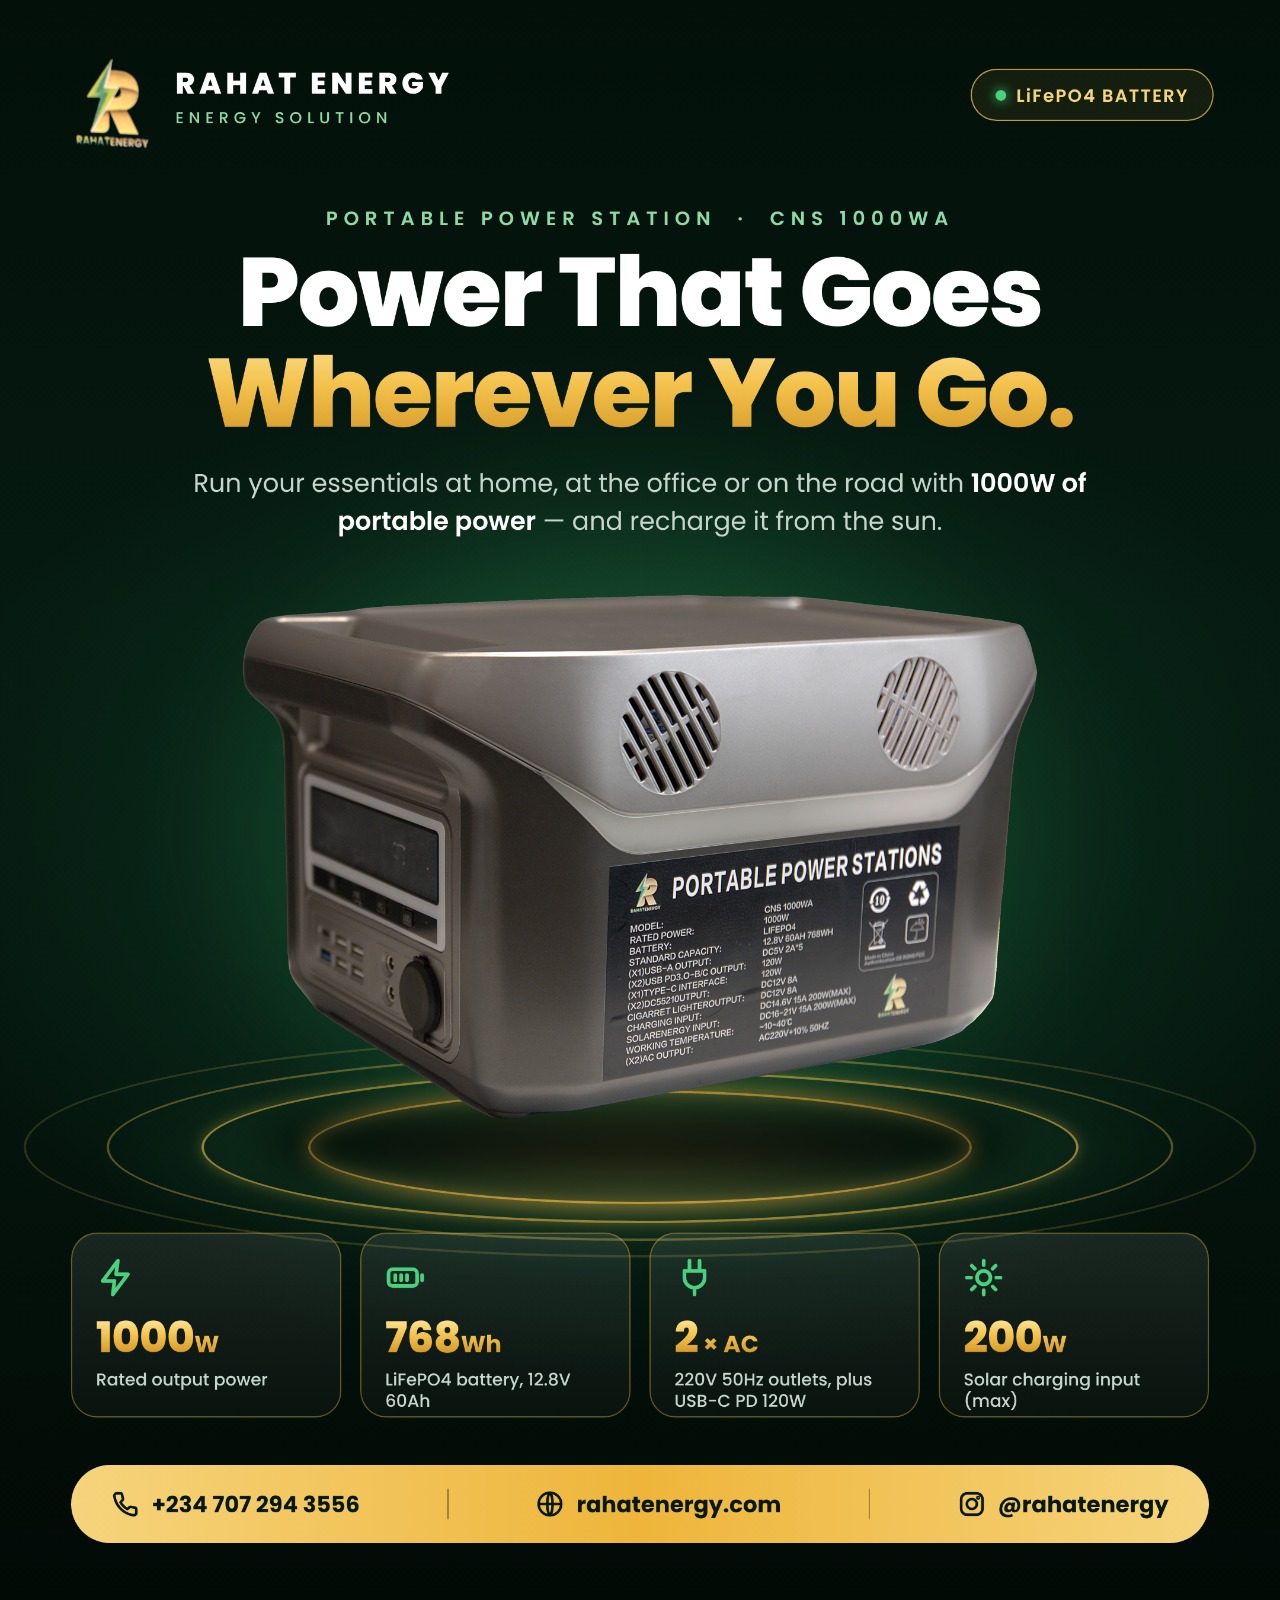 RAHAT ENERGY
ENERGY SOLUTION
RAHATENERGY
LiFePO4 BATTERY
PORTABLE POWER STATION · CNS 1000WA
Power That Goes
Wherever You Go.
Run your essentials at home, at the office or on the road with 1000W of
portable power — and recharge it from the sun.
RAHATENERGY
PORTABLE POWER STATIONS
MODEL: CNS 1000WA
RATED POWER: 1000W
BATTERY: LIFEPO4
STANDARD CAPACITY: 12.8V 60AH 768WH
(X1)USB-A OUTPUT: DC5V 2A*5
(X2)USB PD3.0-B/C OUTPUT: 120W
(X1)TYPE-C INTERFACE: 120W
(X2)DC5521OUTPUT: DC12V 8A
CIGARRET LIGHTEROUTPUT: DC12V 8A
CHARGING INPUT: DC14.6V 15A 200W(MAX)
SOLARENERGY INPUT: DC16-21V 15A 200W(MAX)
WORKING TEMPERATURE: -10-40℃
(X2)AC OUTPUT: AC220V+10% 50HZ
10
Made in China
RAHATENERGY
1000W
Rated output power
768Wh
LiFePO4 battery, 12.8V
60Ah
2 × AC
220V 50Hz outlets, plus
USB-C PD 120W
200W
Solar charging input
(max)
+234 707 294 3556
rahatenergy.com
@rahatenergy